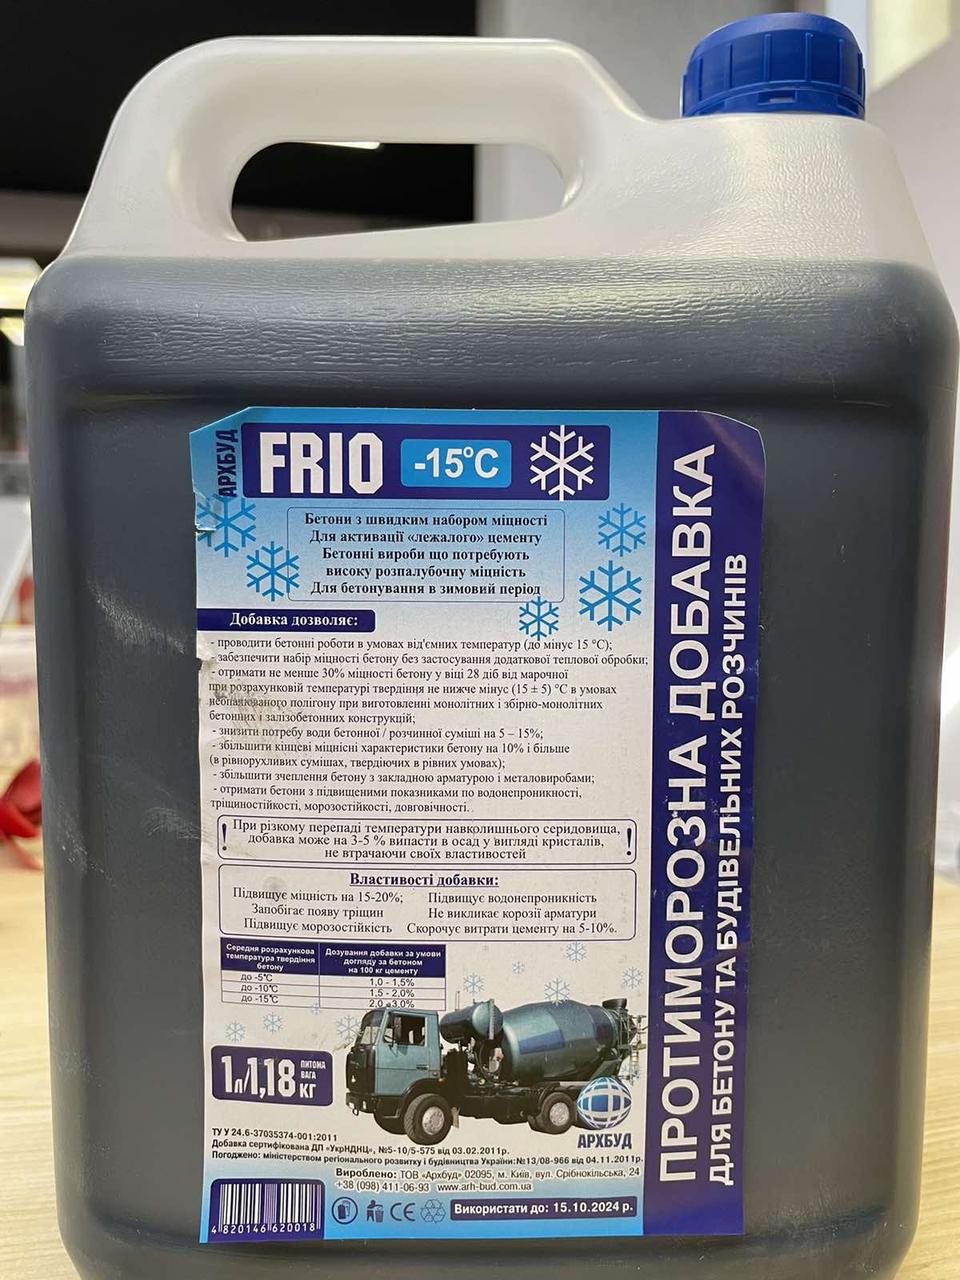 АРХБУД
FRIO
-15°C
Бетони з швидким набором міцності
Для активації «лежалого» цементу
Бетонні вироби що потребують
високу розпалубочну міцність
Для бетонування в зимовий період
Добавка дозволяє:
- проводити бетонні роботи в умовах від'ємних температур (до мінус 15 °С);
- забезпечити набір міцності бетону без застосування додаткової теплової обробки;
- отримати не менше 30% міцності бетону у віці 28 діб від марочної
при розрахунковій температурі твердіння не нижче мінус (15 ± 5) °С в умовах
неопалюваного полігону при виготовленні монолітних і збірно-монолітних
бетонних і залізобетонних конструкцій;
- знизити потребу води бетонної / розчинної суміші на 5 – 15%;
- збільшити кінцеві міцнісні характеристики бетону на 10% і більше
(в рівнорухливих сумішах, твердіючих в рівних умовах);
- збільшити зчеплення бетону з закладною арматурою і металовиробами;
- отримати бетони з підвищеними показниками по водонепроникності,
тріщиностійкості, морозостійкості, довговічності.
! При різкому перепаді температури навколишнього серидовища, !
добавка може на 3-5 % випасти в осад у вигляді кристалів,
не втрачаючи своїх властивостей
Властивості добавки:
Підвищує міцність на 15-20%; Підвищує водонепроникність
Запобігає появу тріщин Не викликає корозії арматури
Підвищує морозостійкість Скорочує витрати цементу на 5-10%.
Середня розрахункова
температура твердіння
бетону
Дозування добавки за умови
догляду за бетоном
на 100 кг цементу
до -5°С 1,0 - 1,5%
до -10°С 1,5 - 2,0%
до -15°С 2,0 - 3,0%
1л/1,18 кг
ПИТОМА
ВАГА
АРХБУД
ТУ У 24.6-37035374-001:2011
Добавка сертифікована ДП «УкрНДНЦ», №5-10/5-575 від 03.02.2011р.
Погоджено: міністерством регіонального розвитку і будівництва України:№13/08-966 від 04.11.2011р.
Вироблено: ТОВ «Архбуд» 02095, м. Київ, вул. Срібнокільська, 24
+38 (098) 411-06-93 www.arh-bud.com.ua
4 820146 620018
CE
Використати до: 15.10.2024 р.
ПРОТИМОРОЗНА ДОБАВКА
ДЛЯ БЕТОНУ ТА БУДІВЕЛЬНИХ РОЗЧИНІВ